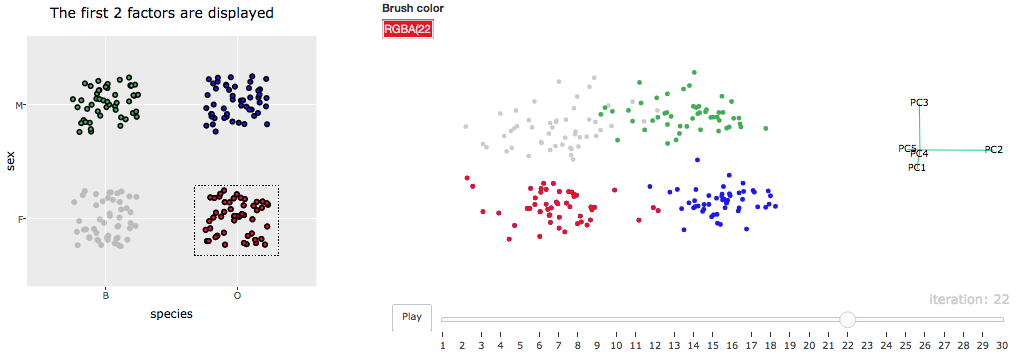 The first 2 factors are displayed
sex
M
F
B O
species
Brush color
RGBA(22
PC3
PC5 PC2
PC4
PC1
iteration: 22
Play
1 2 3 4 5 6 7 8 9 10 11 12 13 14 15 16 17 18 19 20 21 22 23 24 25 26 27 28 29 30